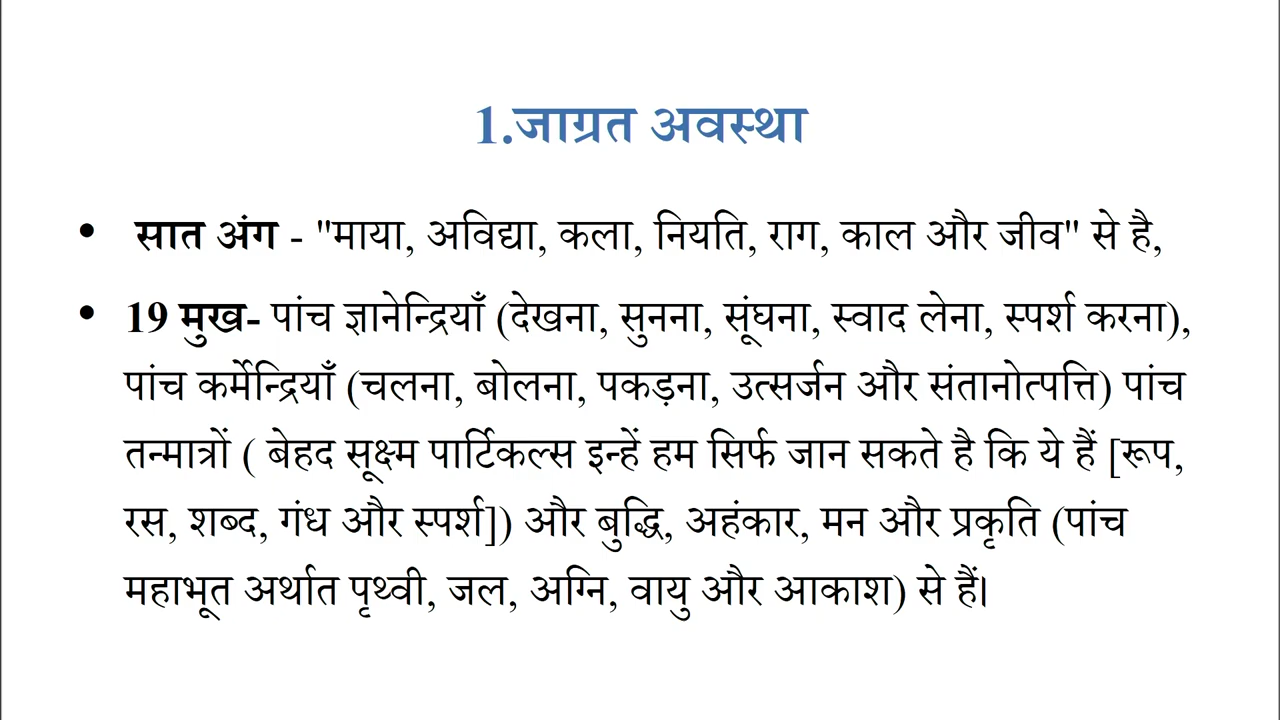 1.जाग्रत अवस्था
• सात अंग - "माया, अविद्या, कला, नियति, राग, काल और जीव" से है,
• 19 मुख- पांच ज्ञानेन्द्रियाँ (देखना, सुनना, सूंघना, स्वाद लेना, स्पर्श करना),
पांच कर्मेन्द्रियाँ (चलना, बोलना, पकड़ना, उत्सर्जन और संतानोत्पत्ति) पांच
तन्मात्रों ( बेहद सूक्ष्म पार्टिकल्स इन्हें हम सिर्फ जान सकते है कि ये हैं [रूप,
रस, शब्द, गंध और स्पर्श]) और बुद्धि, अहंकार, मन और प्रकृति (पांच
महाभूत अर्थात पृथ्वी, जल, अग्नि, वायु और आकाश) से हैं।